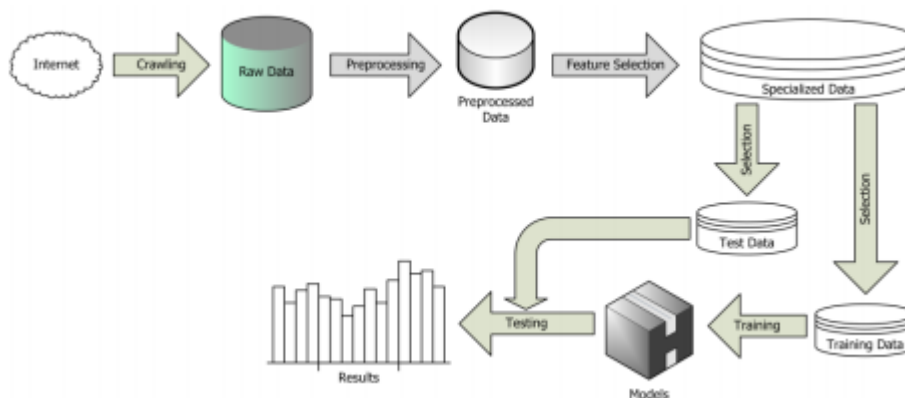 Internet
Crawling
Raw Data
Preprocessing
Preprocessed
Data
Feature Selection
Specialized Data
Selection
Selection
Test Data
Training Data
Training
Models
Testing
Results